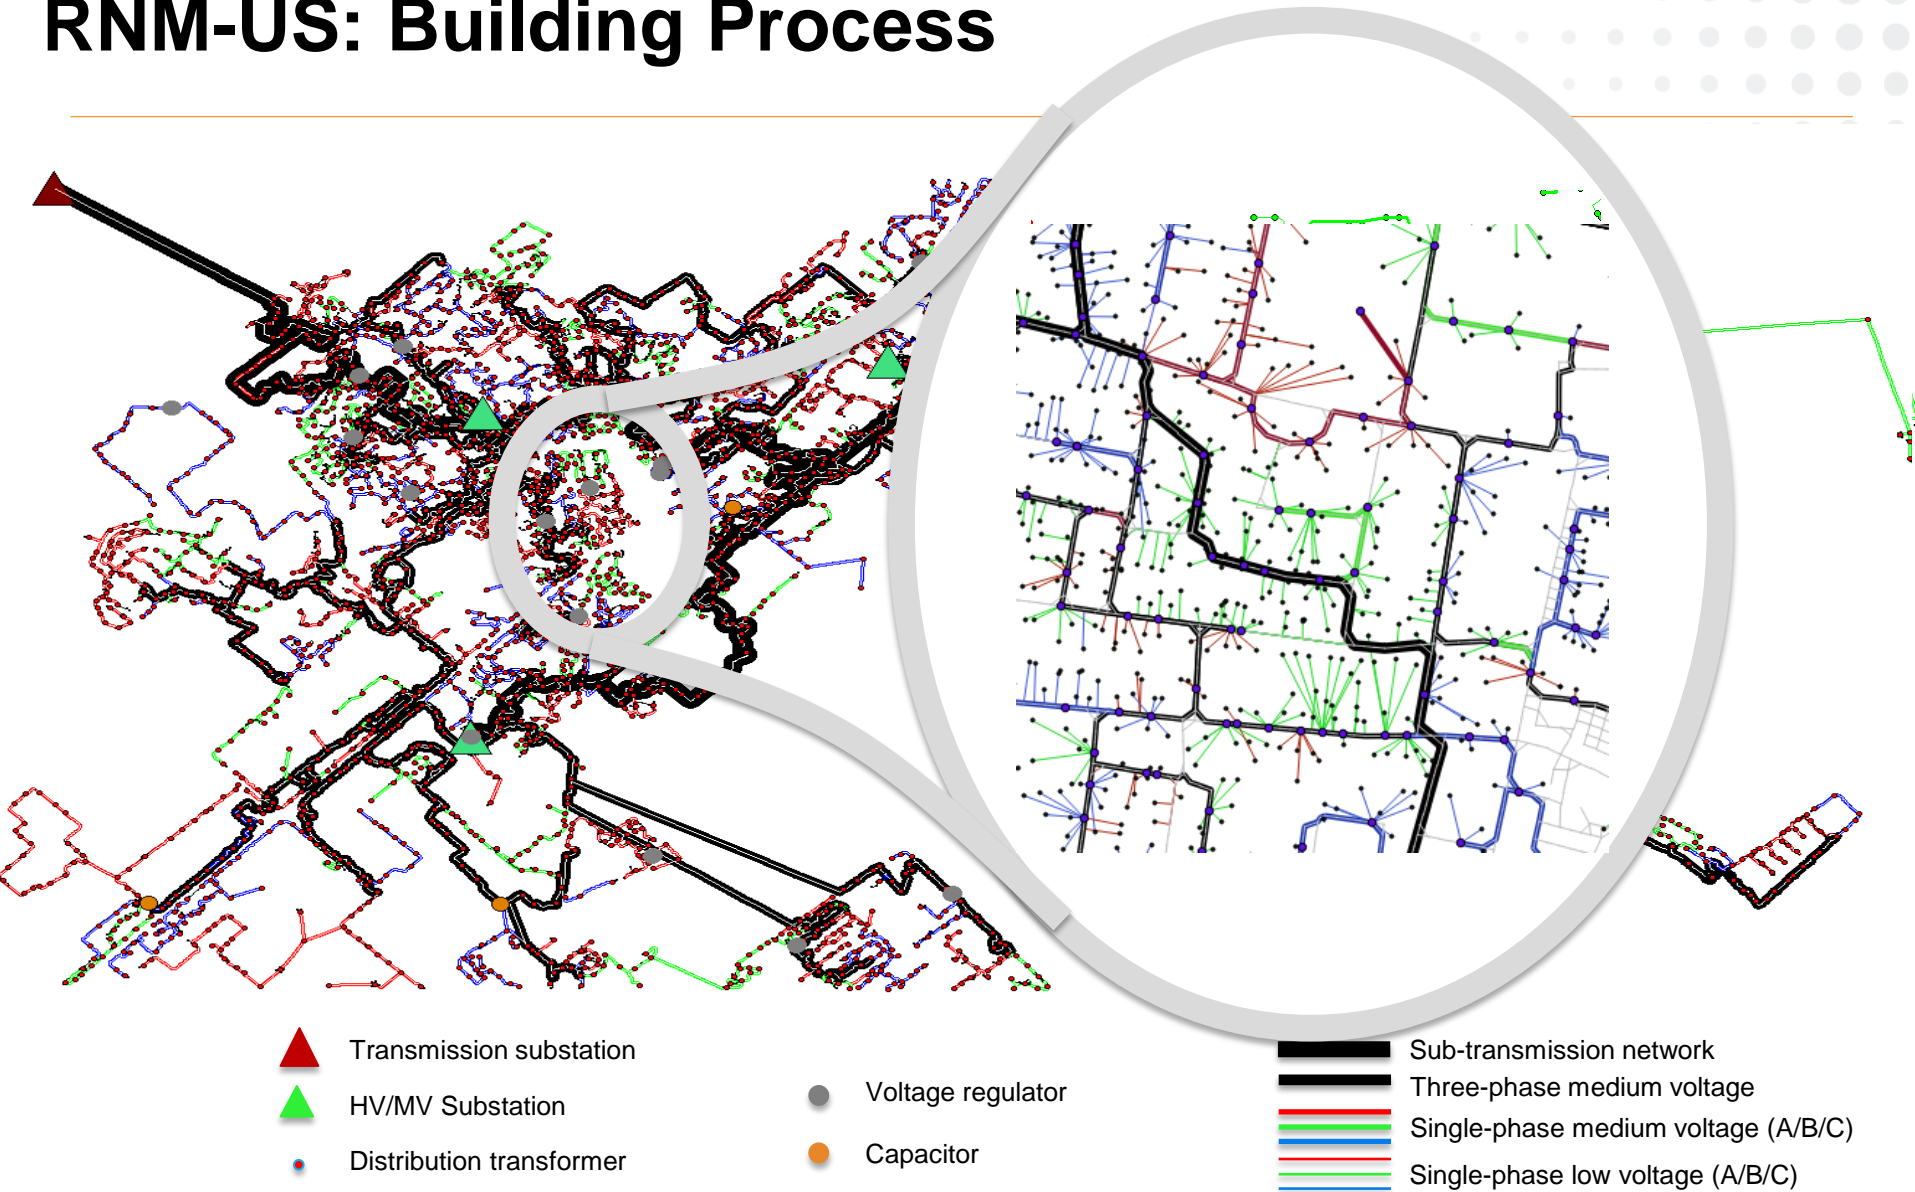 RNM-US: Building Process
Transmission substation
HV/MV Substation
Distribution transformer
Voltage regulator
Capacitor
Sub-transmission network
Three-phase medium voltage
Single-phase medium voltage (A/B/C)
Single-phase low voltage (A/B/C)